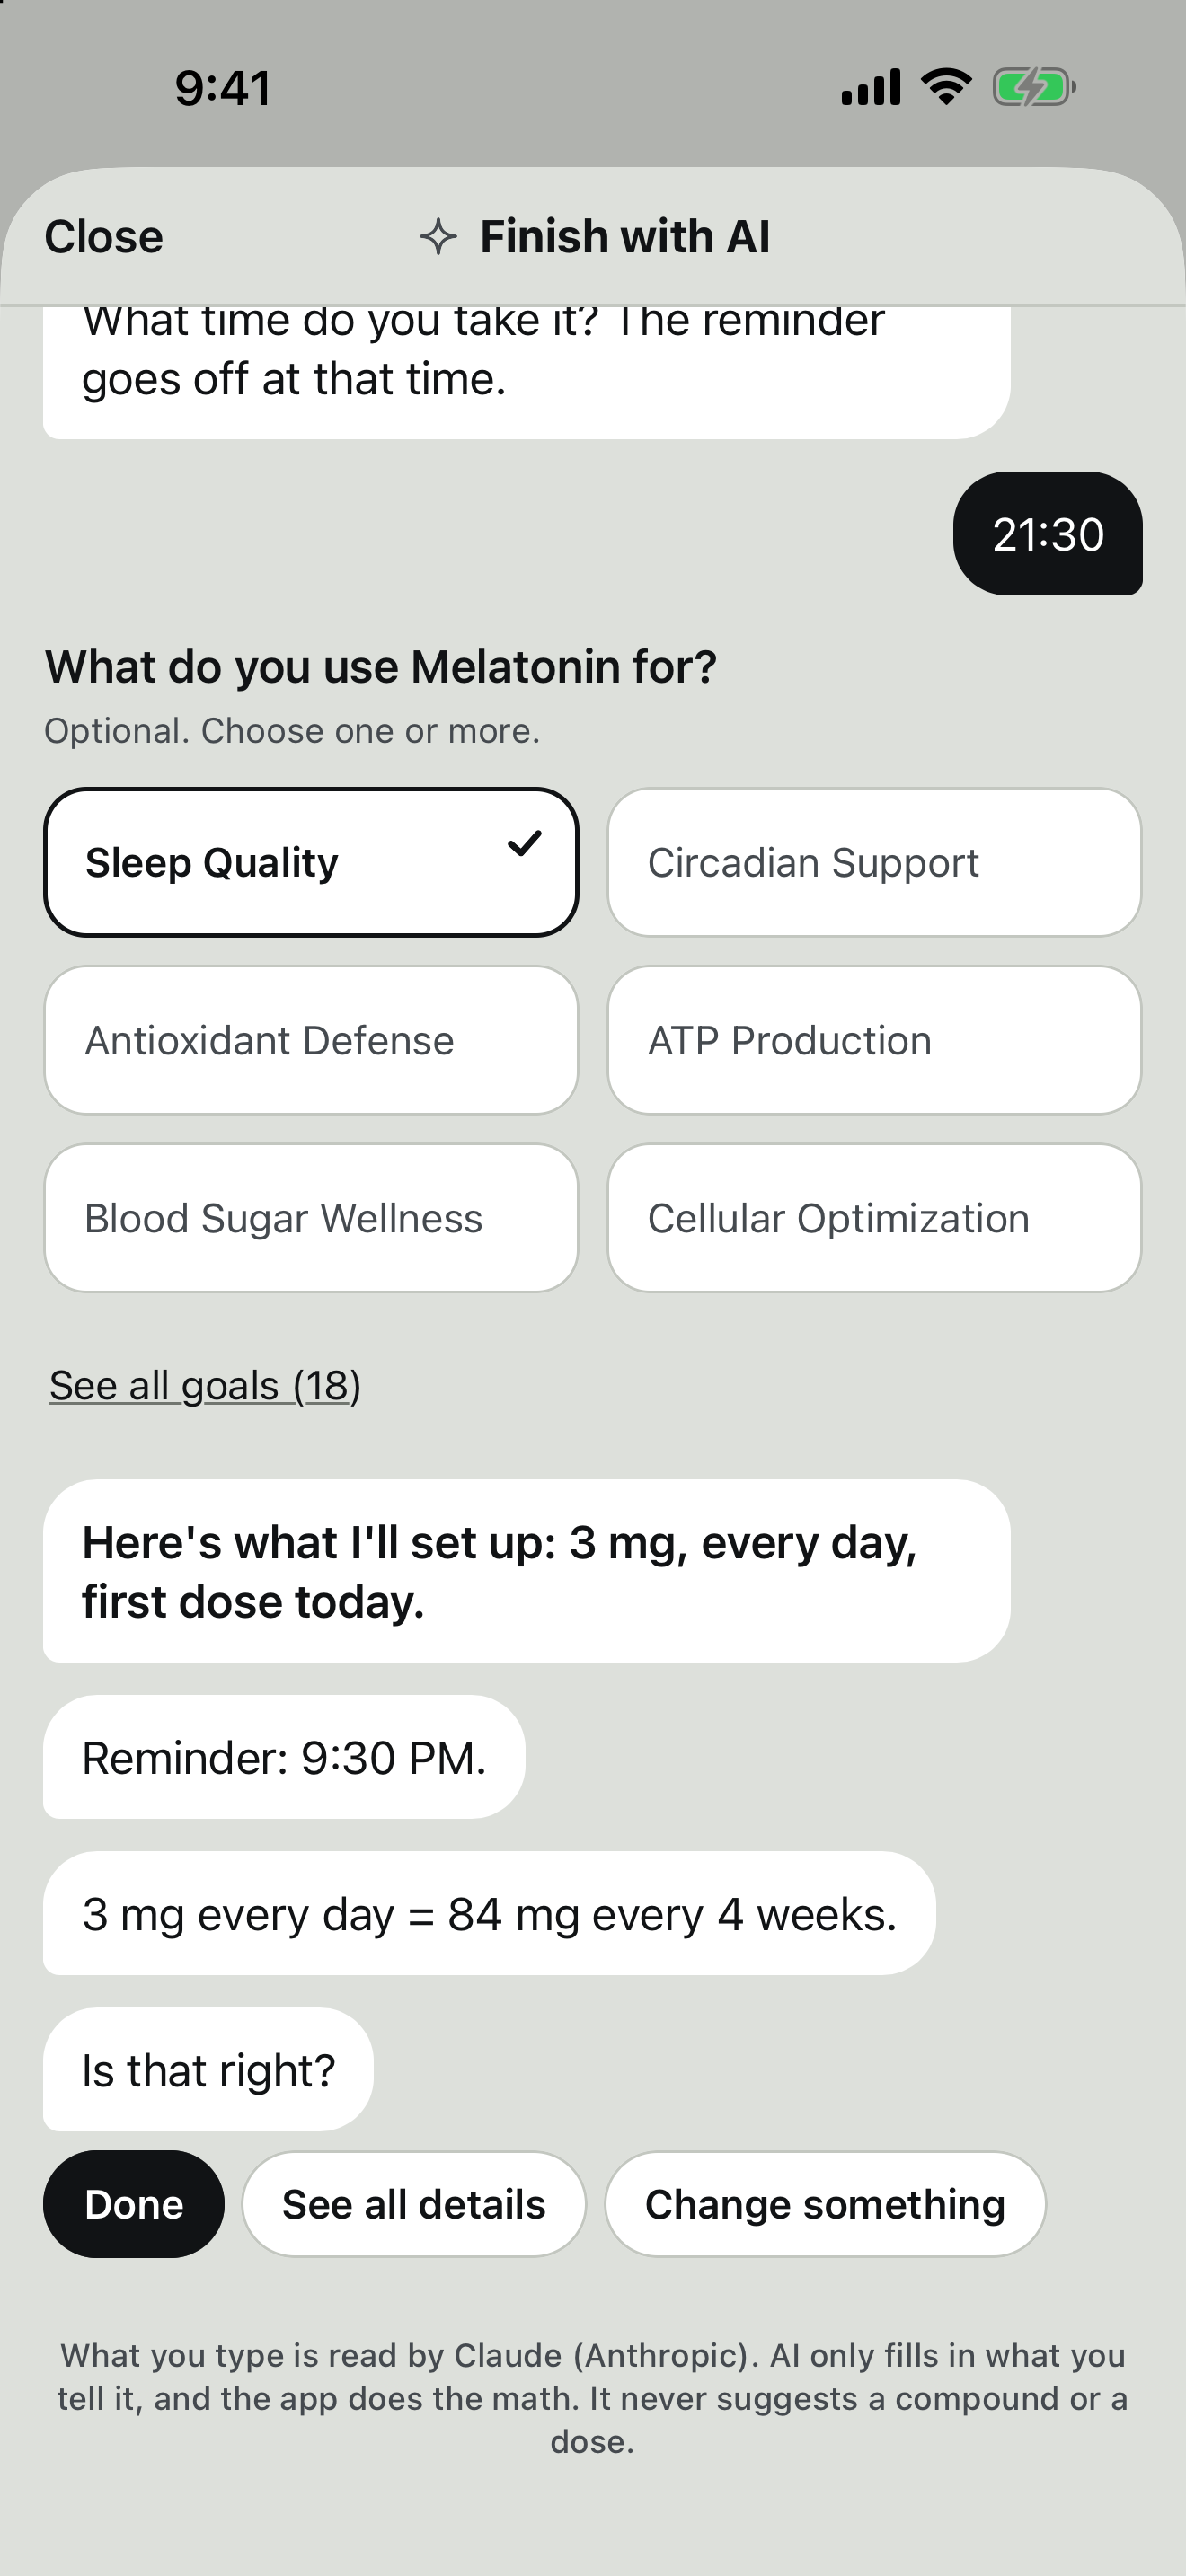 9:41
Close
Finish with AI
What time do you take it? The reminder
goes off at that time.
21:30
What do you use Melatonin for?
Optional. Choose one or more.
Sleep Quality
Circadian Support
Antioxidant Defense
ATP Production
Blood Sugar Wellness
Cellular Optimization
See all goals (18)
Here's what I'll set up: 3 mg, every day,
first dose today.
Reminder: 9:30 PM.
3 mg every day = 84 mg every 4 weeks.
Is that right?
Done
See all details
Change something
What you type is read by Claude (Anthropic). AI only fills in what you
tell it, and the app does the math. It never suggests a compound or a
dose.